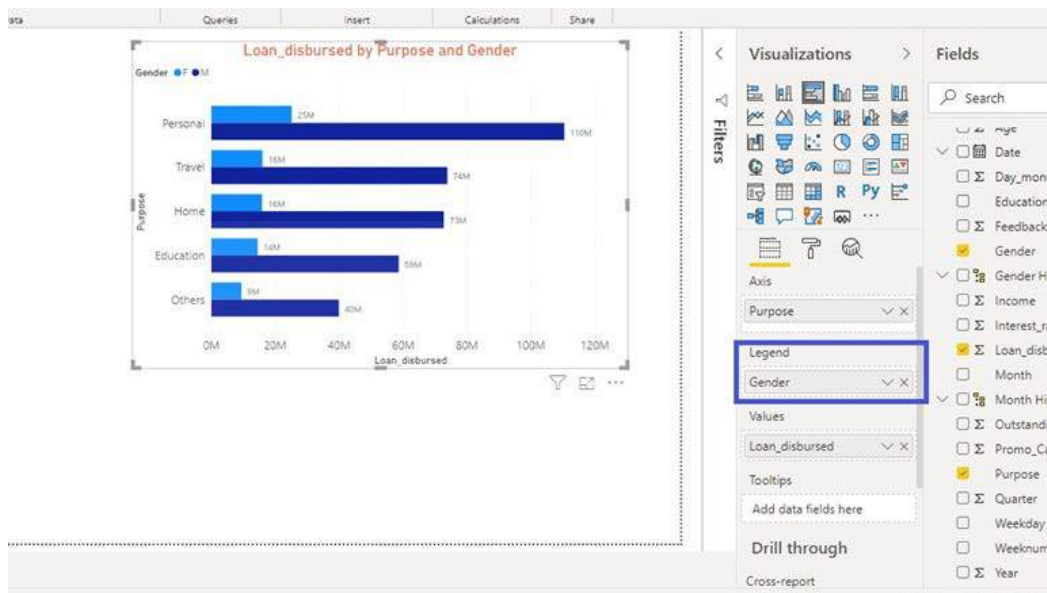 Queries Insert Calculations Share
Loan_disbursed by Purpose and Gender
Gender F M
Personal 25M
110M
Travel 16M
74M
Home 16M
73M
Education 14M
59M
Others 9M
40M
Purpose
0M 20M 40M 60M 80M 100M 120M
Loan_disbursed
Filters
Visualizations
R Py
Axis
Purpose
Legend
Gender
Values
Loan_disbursed
Tooltips
Add data fields here
Drill through
Cross-report
Fields
Search
Age
Date
Day_mon
Education
Feedback
Gender
Gender H
Income
Interest_r
Loan_disb
Month
Month Hi
Outstandi
Promo_Ca
Purpose
Quarter
Weekday
Weeknum
Year